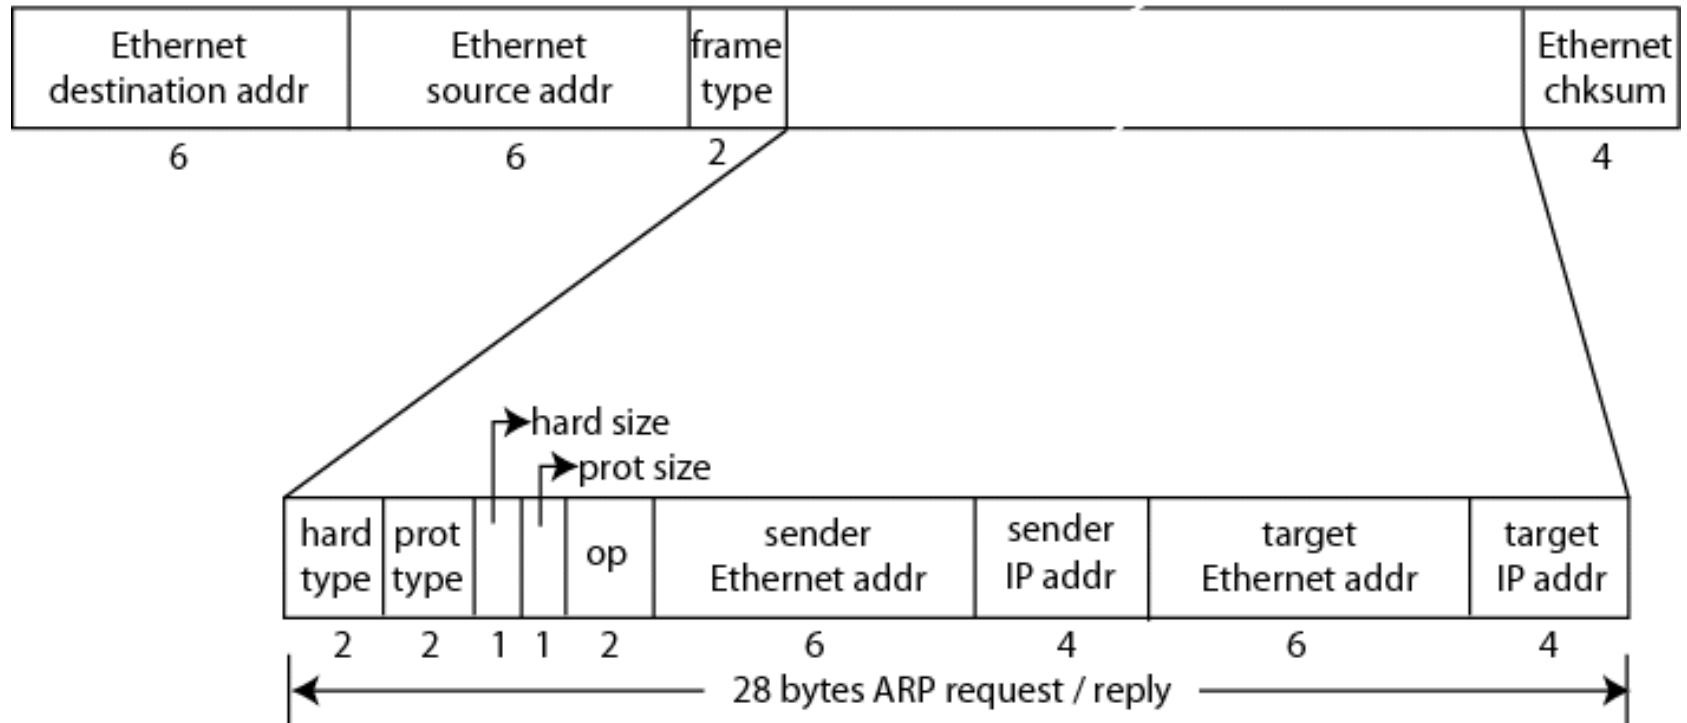 Ethernet
destination addr
Ethernet
source addr
frame
type
Ethernet
chksum
6
6
2
4
hard size
prot size
hard
type
prot
type
op
sender
Ethernet addr
sender
IP addr
target
Ethernet addr
target
IP addr
2
2
1
1
2
6
4
6
4
28 bytes ARP request / reply